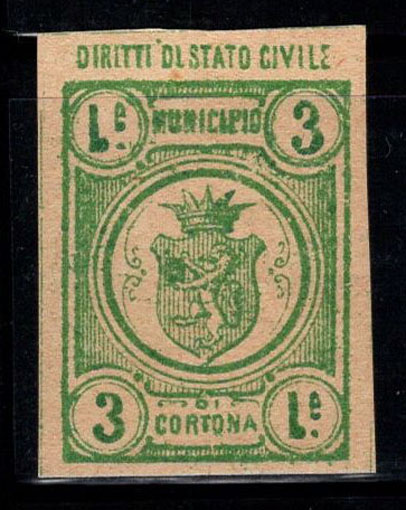 DIRITTI DI STATO CIVILE
L.e MUNICIPIO 3
3 DI L.e
CORTONA